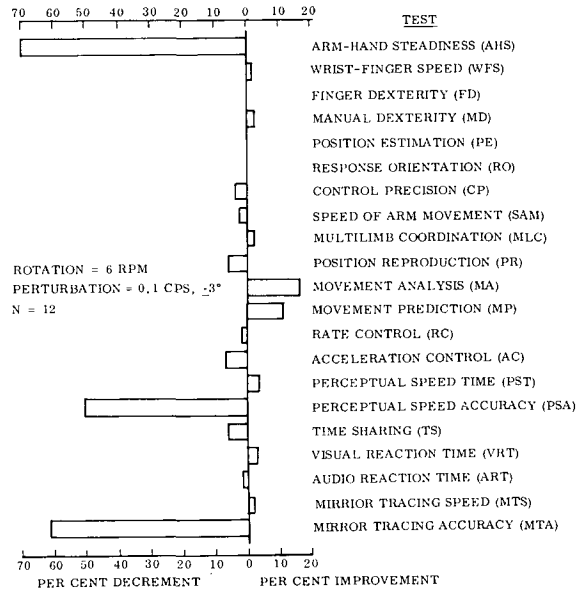 70 60 50 40 30 20 10 0 10 20
TEST
ARM-HAND STEADINESS (AHS)
WRIST-FINGER SPEED (WFS)
FINGER DEXTERITY (FD)
MANUAL DEXTERITY (MD)
POSITION ESTIMATION (PE)
RESPONSE ORIENTATION (RO)
CONTROL PRECISION (CP)
SPEED OF ARM MOVEMENT (SAM)
MULTILIMB COORDINATION (MLC)
POSITION REPRODUCTION (PR)
ROTATION = 6 RPM
PERTURBATION = 0,1 CPS, -3°
N = 12
MOVEMENT ANALYSIS (MA)
MOVEMENT PREDICTION (MP)
RATE CONTROL (RC)
ACCELERATION CONTROL (AC)
PERCEPTUAL SPEED TIME (PST)
PERCEPTUAL SPEED ACCURACY (PSA)
TIME SHARING (TS)
VISUAL REACTION TIME (VRT)
AUDIO REACTION TIME (ART)
MIRRIOR TRACING SPEED (MTS)
MIRROR TRACING ACCURACY (MTA)
70 60 50 40 30 20 10 0 10 20
PER CENT DECREMENT PER CENT IMPROVEMENT